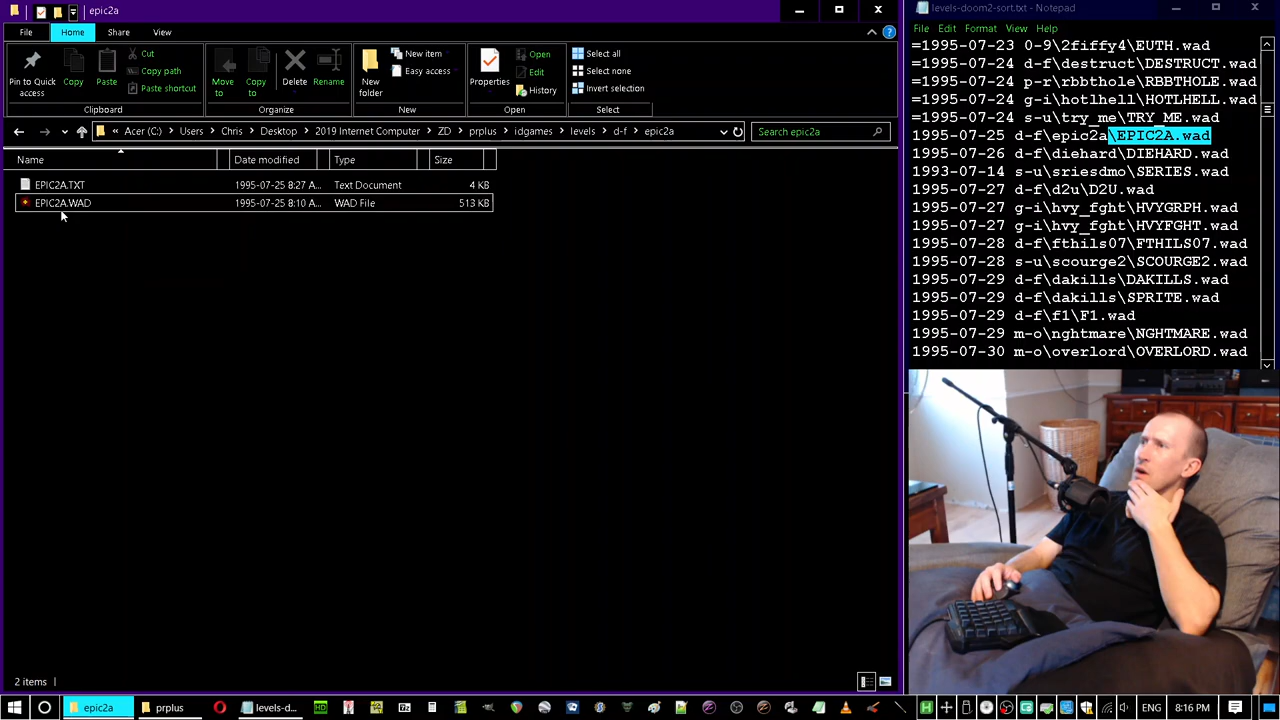 epic2a
File Home Share View
Pin to Quick access
Copy
Paste
Cut
Copy path
Paste shortcut
Clipboard
Move to
Copy to
Delete
Rename
Organize
New folder
New item
Easy access
New
Properties
Open
Edit
History
Open
Select all
Select none
Invert selection
Select
« Acer (C:) > Users > Chris > Desktop > 2019 Internet Computer > ZD > prplus > idgames > levels > d-f > epic2a
Search epic2a
Name Date modified Type Size
EPIC2A.TXT 1995-07-25 8:27 A... Text Document 4 KB
EPIC2A.WAD 1995-07-25 8:10 A... WAD File 513 KB
2 items
levels-doom2-sort.txt - Notepad
File Edit Format View Help
=1995-07-23 0-9\2fiffy4\EUTH.wad
=1995-07-24 d-f\destruct\DESTRUCT.wad
=1995-07-24 p-r\rbbthole\RBBTHOLE.wad
=1995-07-24 g-i\hotlhell\HOTLHELL.wad
=1995-07-24 s-u\try_me\TRY_ME.wad
1995-07-25 d-f\epic2a\EPIC2A.wad
1995-07-26 d-f\diehard\DIEHARD.wad
1993-07-14 s-u\sriesdmo\SERIES.wad
1995-07-27 d-f\d2u\D2U.wad
1995-07-27 g-i\hvy_fght\HVYGRPH.wad
1995-07-27 g-i\hvy_fght\HVYFGHT.wad
1995-07-28 d-f\fthils07\FTHILS07.wad
1995-07-28 s-u\scourge2\SCOURGE2.wad
1995-07-29 d-f\dakills\DAKILLS.wad
1995-07-29 d-f\dakills\SPRITE.wad
1995-07-29 d-f\f1\F1.wad
1995-07-29 m-o\nghtmare\NGHTMARE.wad
1995-07-30 m-o\overlord\OVERLORD.wad
epic2a prplus levels-d... ENG 8:16 PM